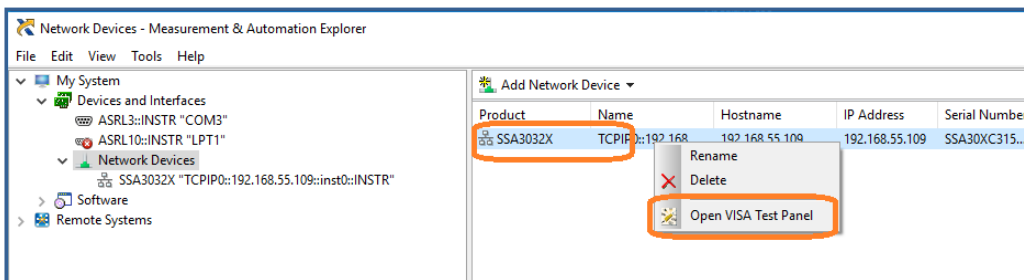 Network Devices - Measurement & Automation Explorer
File Edit View Tools Help
My System
Devices and Interfaces
ASRL3::INSTR "COM3"
ASRL10::INSTR "LPT1"
Network Devices
SSA3032X "TCPIP0::192.168.55.109::inst0::INSTR"
Software
Remote Systems
Add Network Device
Product Name Hostname IP Address Serial Number
SSA3032X TCPIP0::192.168 192.168.55.109 192.168.55.109 SSA30XC315...
Rename
Delete
Open VISA Test Panel